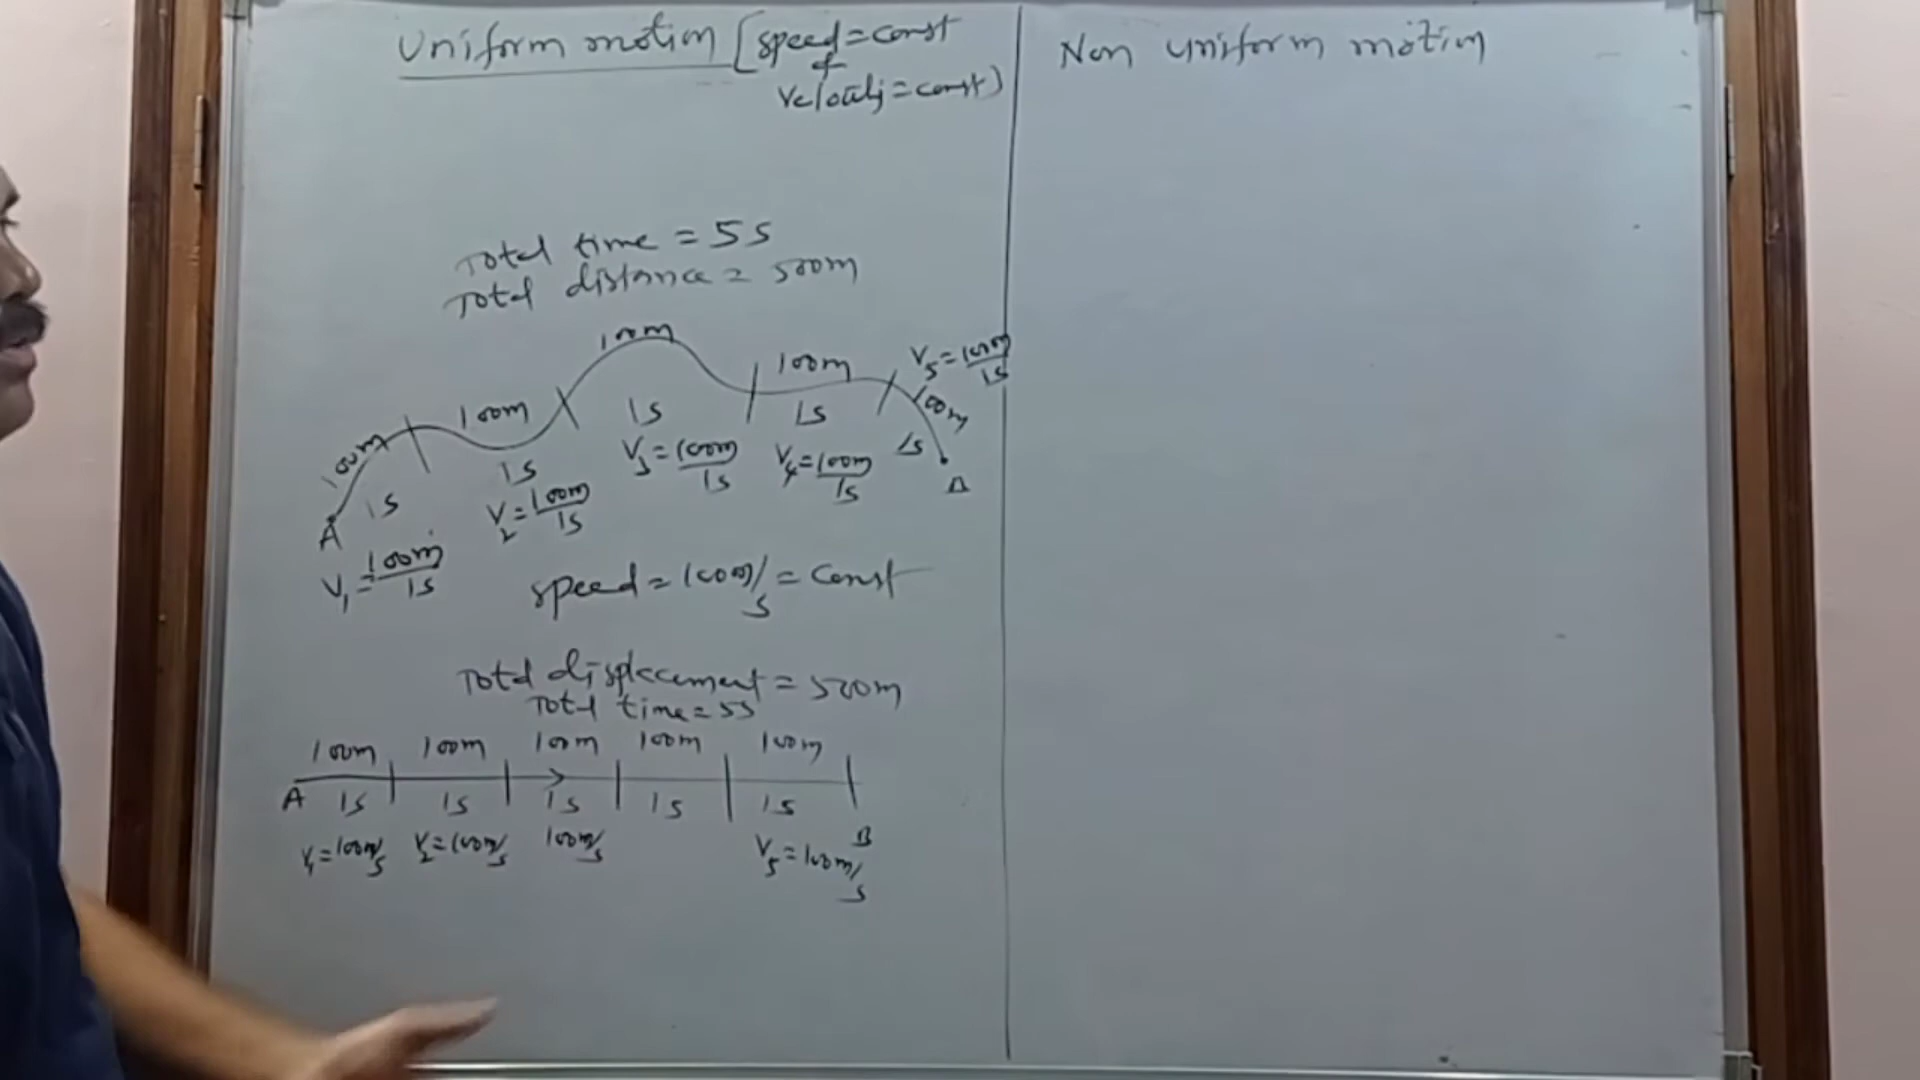 Uniform motion [speed = const
&
Velocity = const)
Non uniform motion
Total time = 5s
Total distance = 500m
100m
100m
V5 = 100m/1s
100m
100m
100m
1s
1s
1s
1s
1s
V3 = 100m/1s
V4 = 100m/1s
V2 = 100m/1s
A
B
V1 = 100m/1s
speed = 100m/s = const
Total displacement = 500m
Total time = 5s
100m 100m 100m 100m 100m
A 1s 1s 1s 1s 1s
B
V1 = 100m/s V2 = 100m/s 100m/s V5 = 100m/s